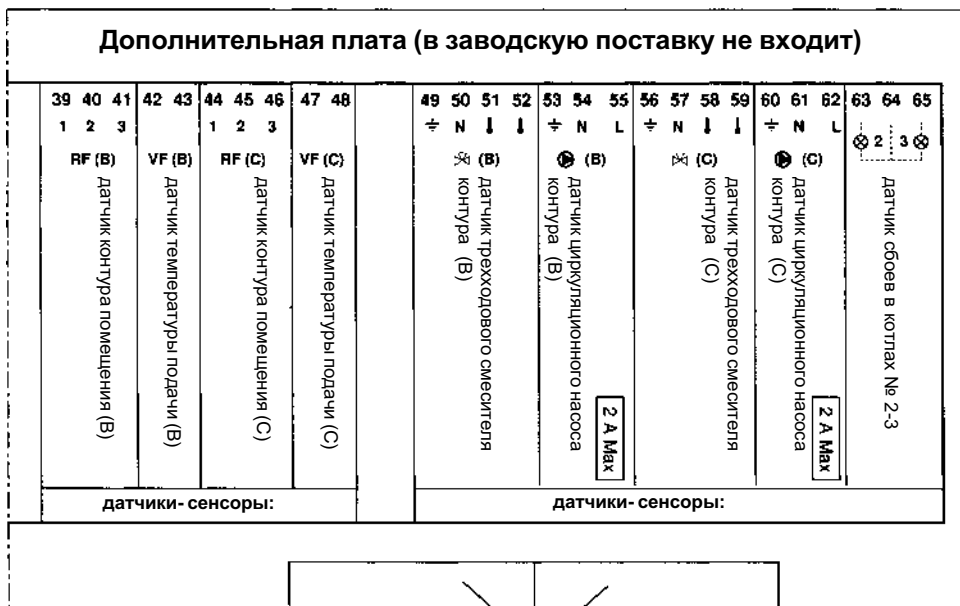 Дополнительная плата (в заводскую поставку не входит)
39 40 41 42 43 44 45 46 47 48 49 50 51 52 53 54 55 56 57 58 59 60 61 62 63 64 65
1 2 3 1 2 3 N N L N N L 2 3
RF (B) VF (B) RF (C) VF (C) (B) (B) (C) (C)
датчик контура помещения (B)
датчик температуры подачи (B)
датчик контура помещения (C)
датчик температуры подачи (C)
датчик трехходового смесителя
контура (B)
датчик циркуляционного насоса
контура (B)
2 A Max
датчик трехходового смесителя
контура (C)
датчик циркуляционного насоса
контура (C)
2 A Max
датчик сбоев в котлах № 2-3
датчики- сенсоры: датчики- сенсоры: